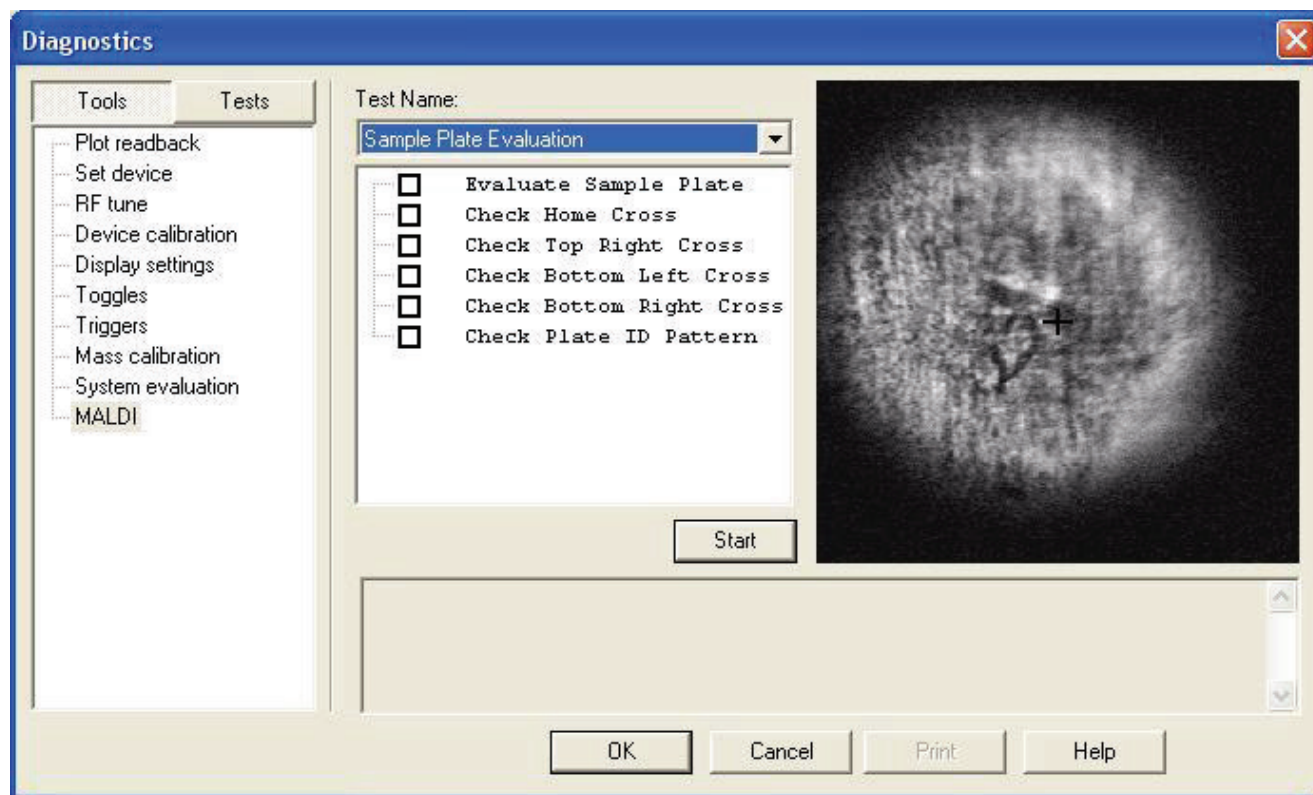 Diagnostics
Tools
Tests
Plot readback
Set device
RF tune
Device calibration
Display settings
Toggles
Triggers
Mass calibration
System evaluation
MALDI
Test Name:
Sample Plate Evaluation
Evaluate Sample Plate
Check Home Cross
Check Top Right Cross
Check Bottom Left Cross
Check Bottom Right Cross
Check Plate ID Pattern
Start
OK
Cancel
Print
Help